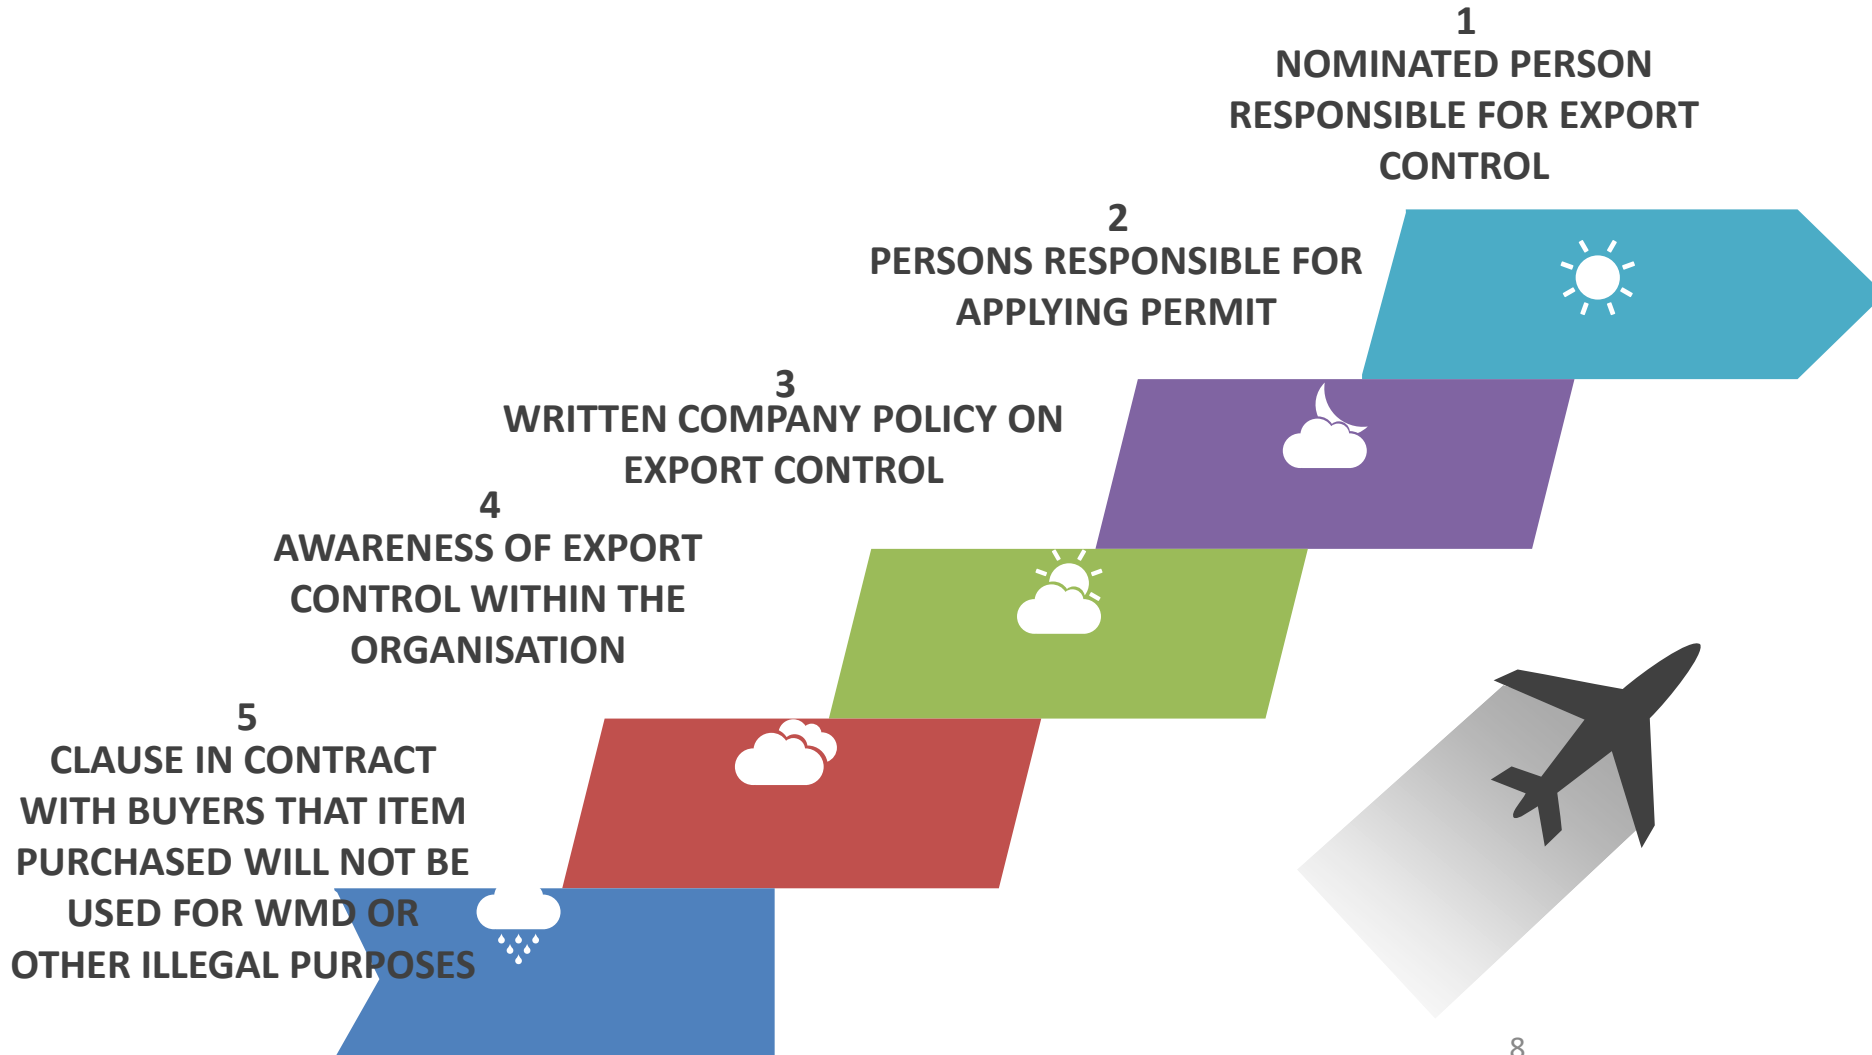 1
NOMINATED PERSON
RESPONSIBLE FOR EXPORT
CONTROL
2
PERSONS RESPONSIBLE FOR
APPLYING PERMIT
3
WRITTEN COMPANY POLICY ON
EXPORT CONTROL
4
AWARENESS OF EXPORT
CONTROL WITHIN THE
ORGANISATION
5
CLAUSE IN CONTRACT
WITH BUYERS THAT ITEM
PURCHASED WILL NOT BE
USED FOR WMD OR
OTHER ILLEGAL PURPOSES
8